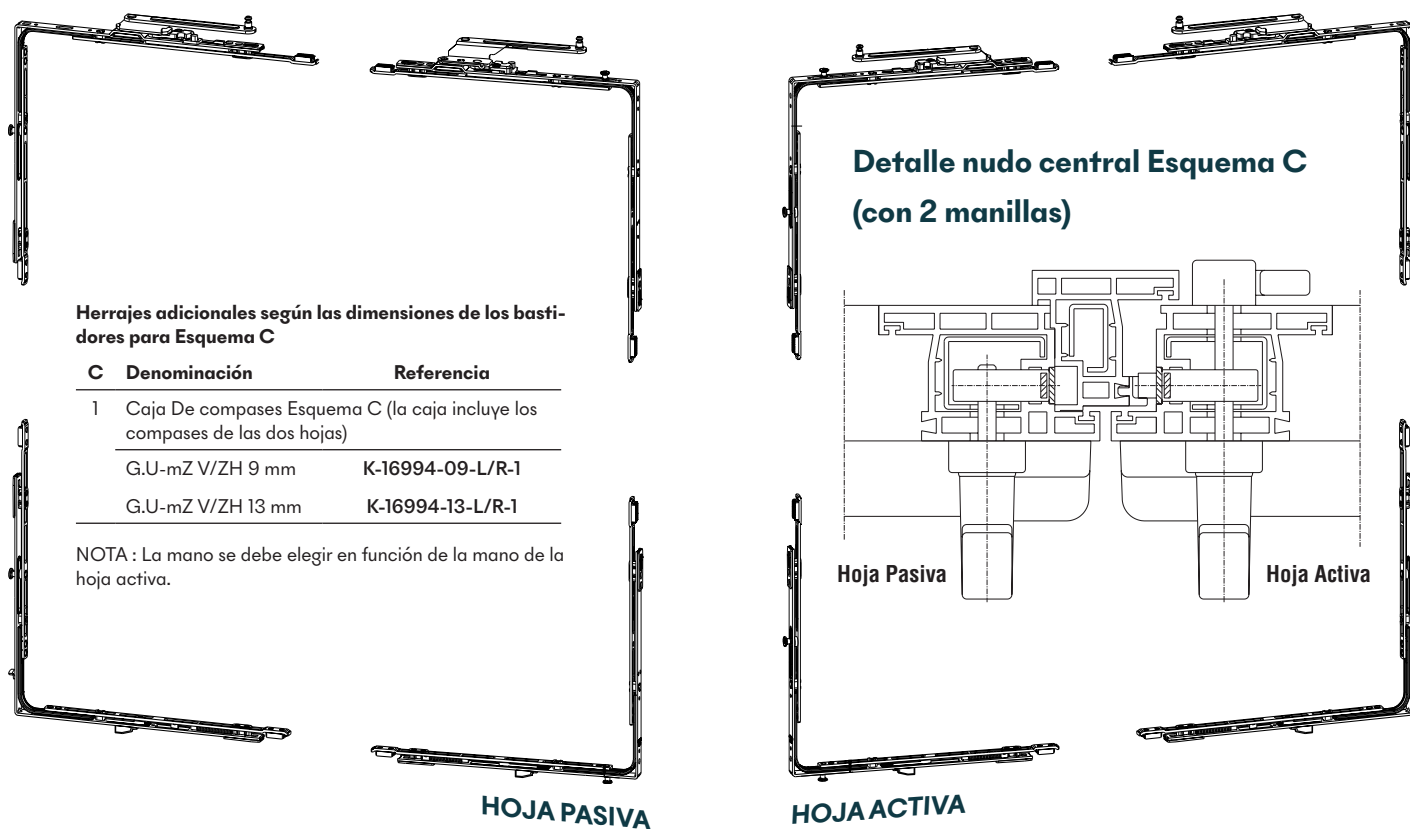 Herrajes adicionales según las dimensiones de los basti-
dores para Esquema C
C Denominación Referencia
1 Caja De compases Esquema C (la caja incluye los
compases de las dos hojas)
G.U-mZ V/ZH 9 mm K-16994-09-L/R-1
G.U-mZ V/ZH 13 mm K-16994-13-L/R-1
NOTA : La mano se debe elegir en función de la mano de la
hoja activa.
Detalle nudo central Esquema C
(con 2 manillas)
Hoja Pasiva
Hoja Activa
HOJA PASIVA
HOJA ACTIVA